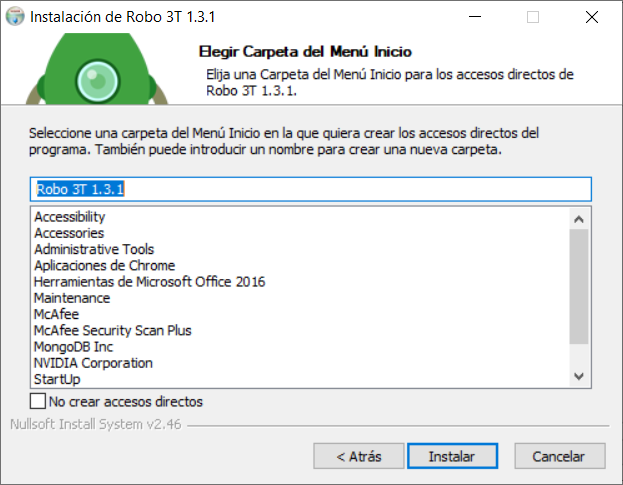 Instalación de Robo 3T 1.3.1
Elegir Carpeta del Menú Inicio
Elija una Carpeta del Menú Inicio para los accesos directos de
Robo 3T 1.3.1.
Seleccione una carpeta del Menú Inicio en la que quiera crear los accesos directos del
programa. También puede introducir un nombre para crear una nueva carpeta.
Robo 3T 1.3.1
Accessibility
Accessories
Administrative Tools
Aplicaciones de Chrome
Herramientas de Microsoft Office 2016
Maintenance
McAfee
McAfee Security Scan Plus
MongoDB Inc
NVIDIA Corporation
StartUp
No crear accesos directos
Nullsoft Install System v2.46
< Atrás
Instalar
Cancelar